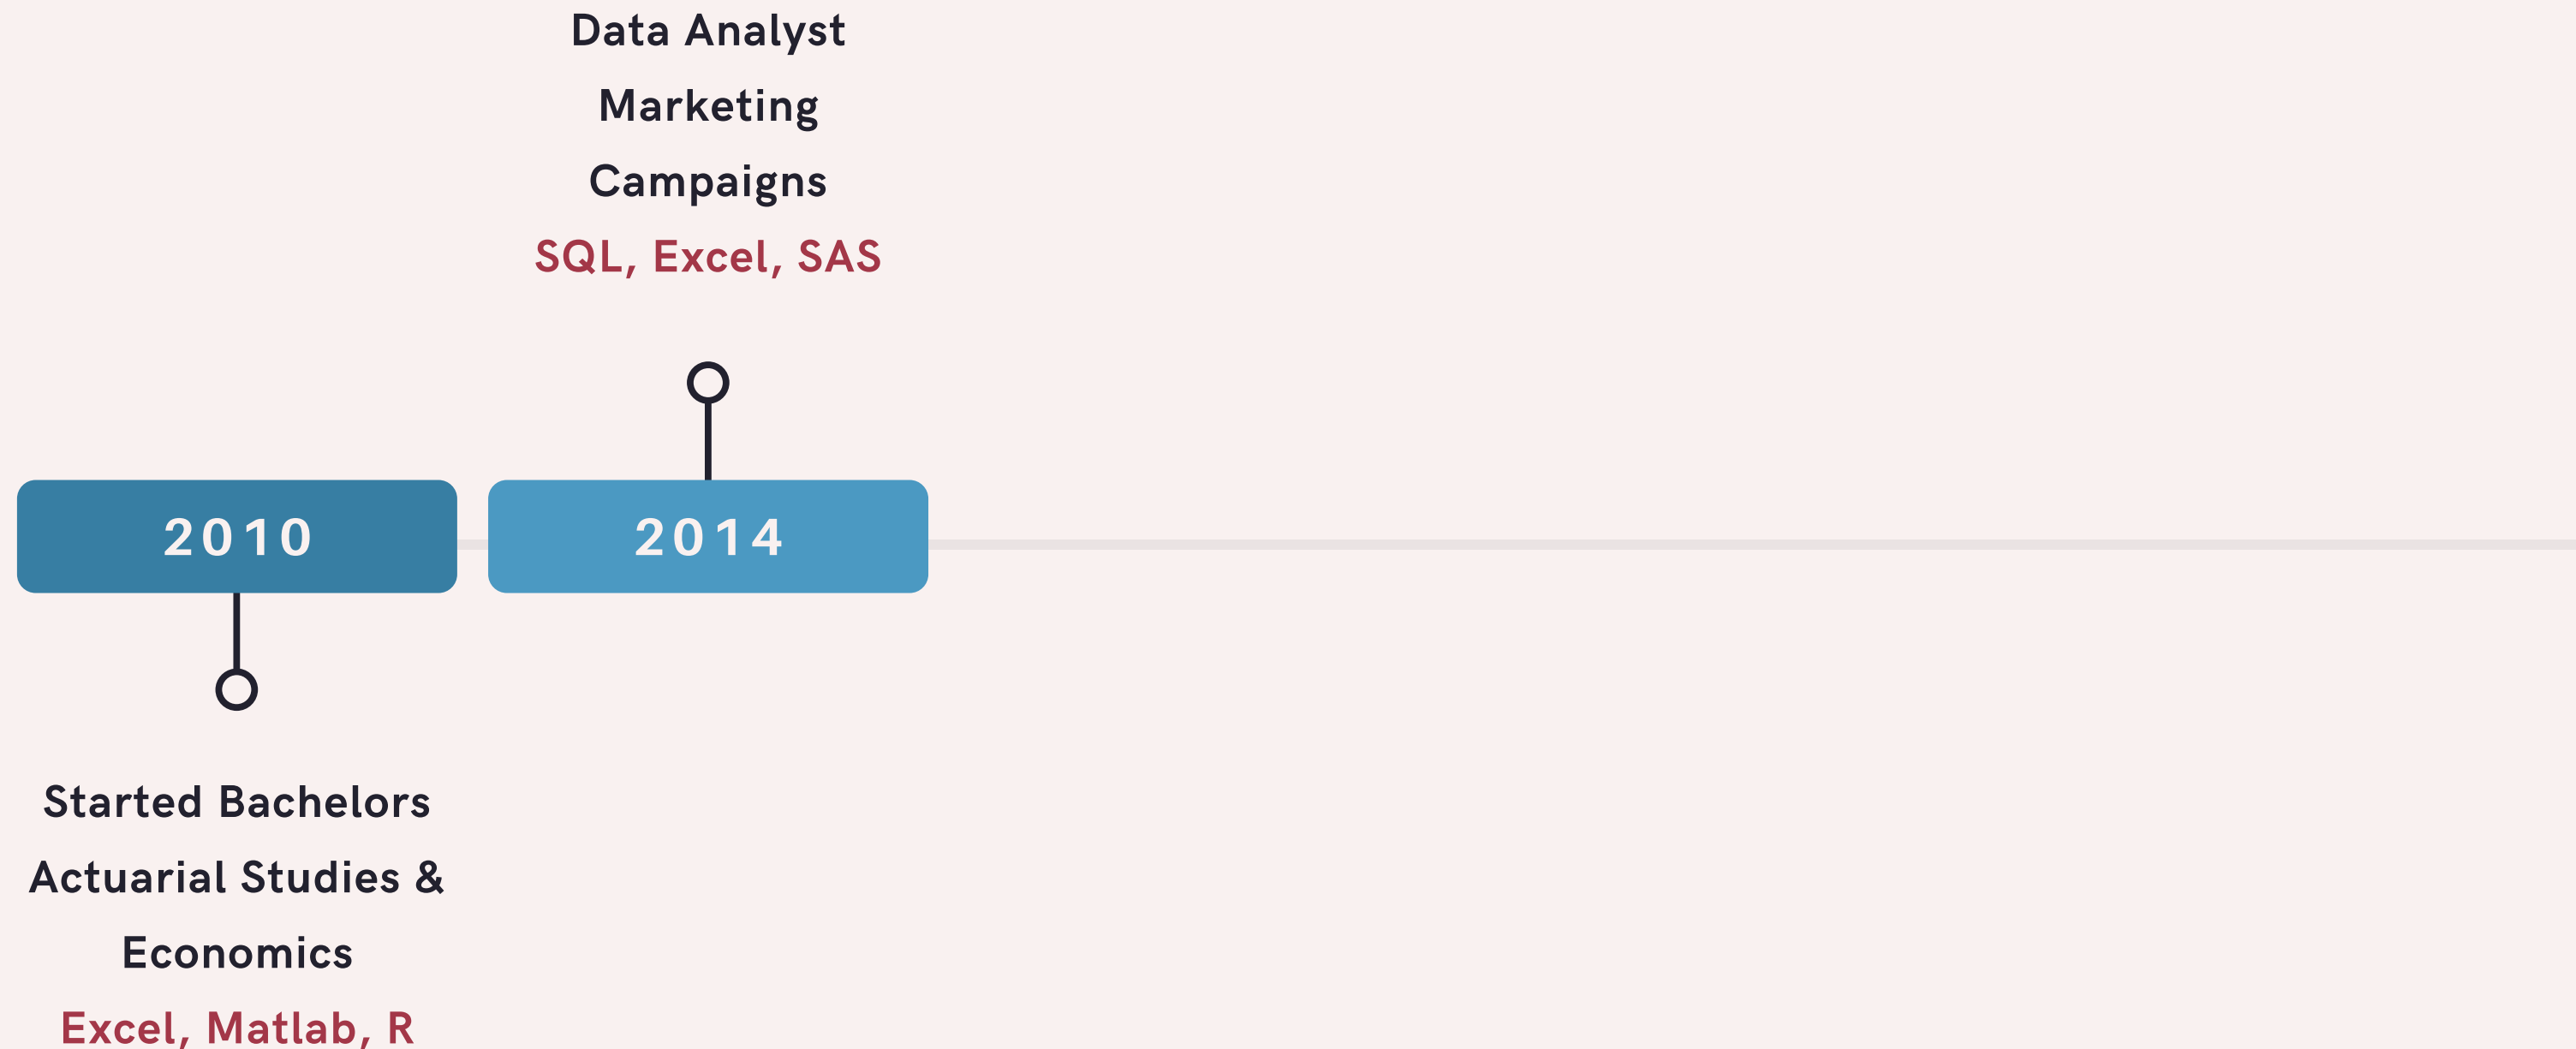 Data Analyst
Marketing
Campaigns
SQL, Excel, SAS
2010
2014
Started Bachelors
Actuarial Studies &
Economics
Excel, Matlab, R